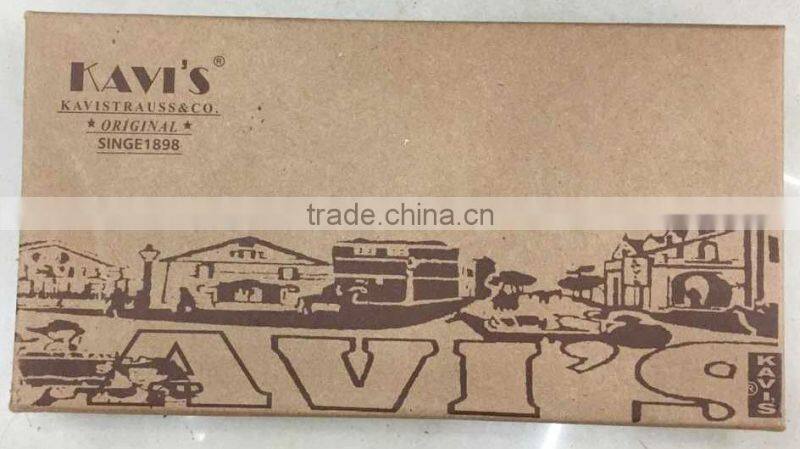 KAVI'S®
KAVISTRAUSS&CO.
★ ORIGINAL ★
SINGE1898
trade.china.cn
AVI'S
®
KAVI'S